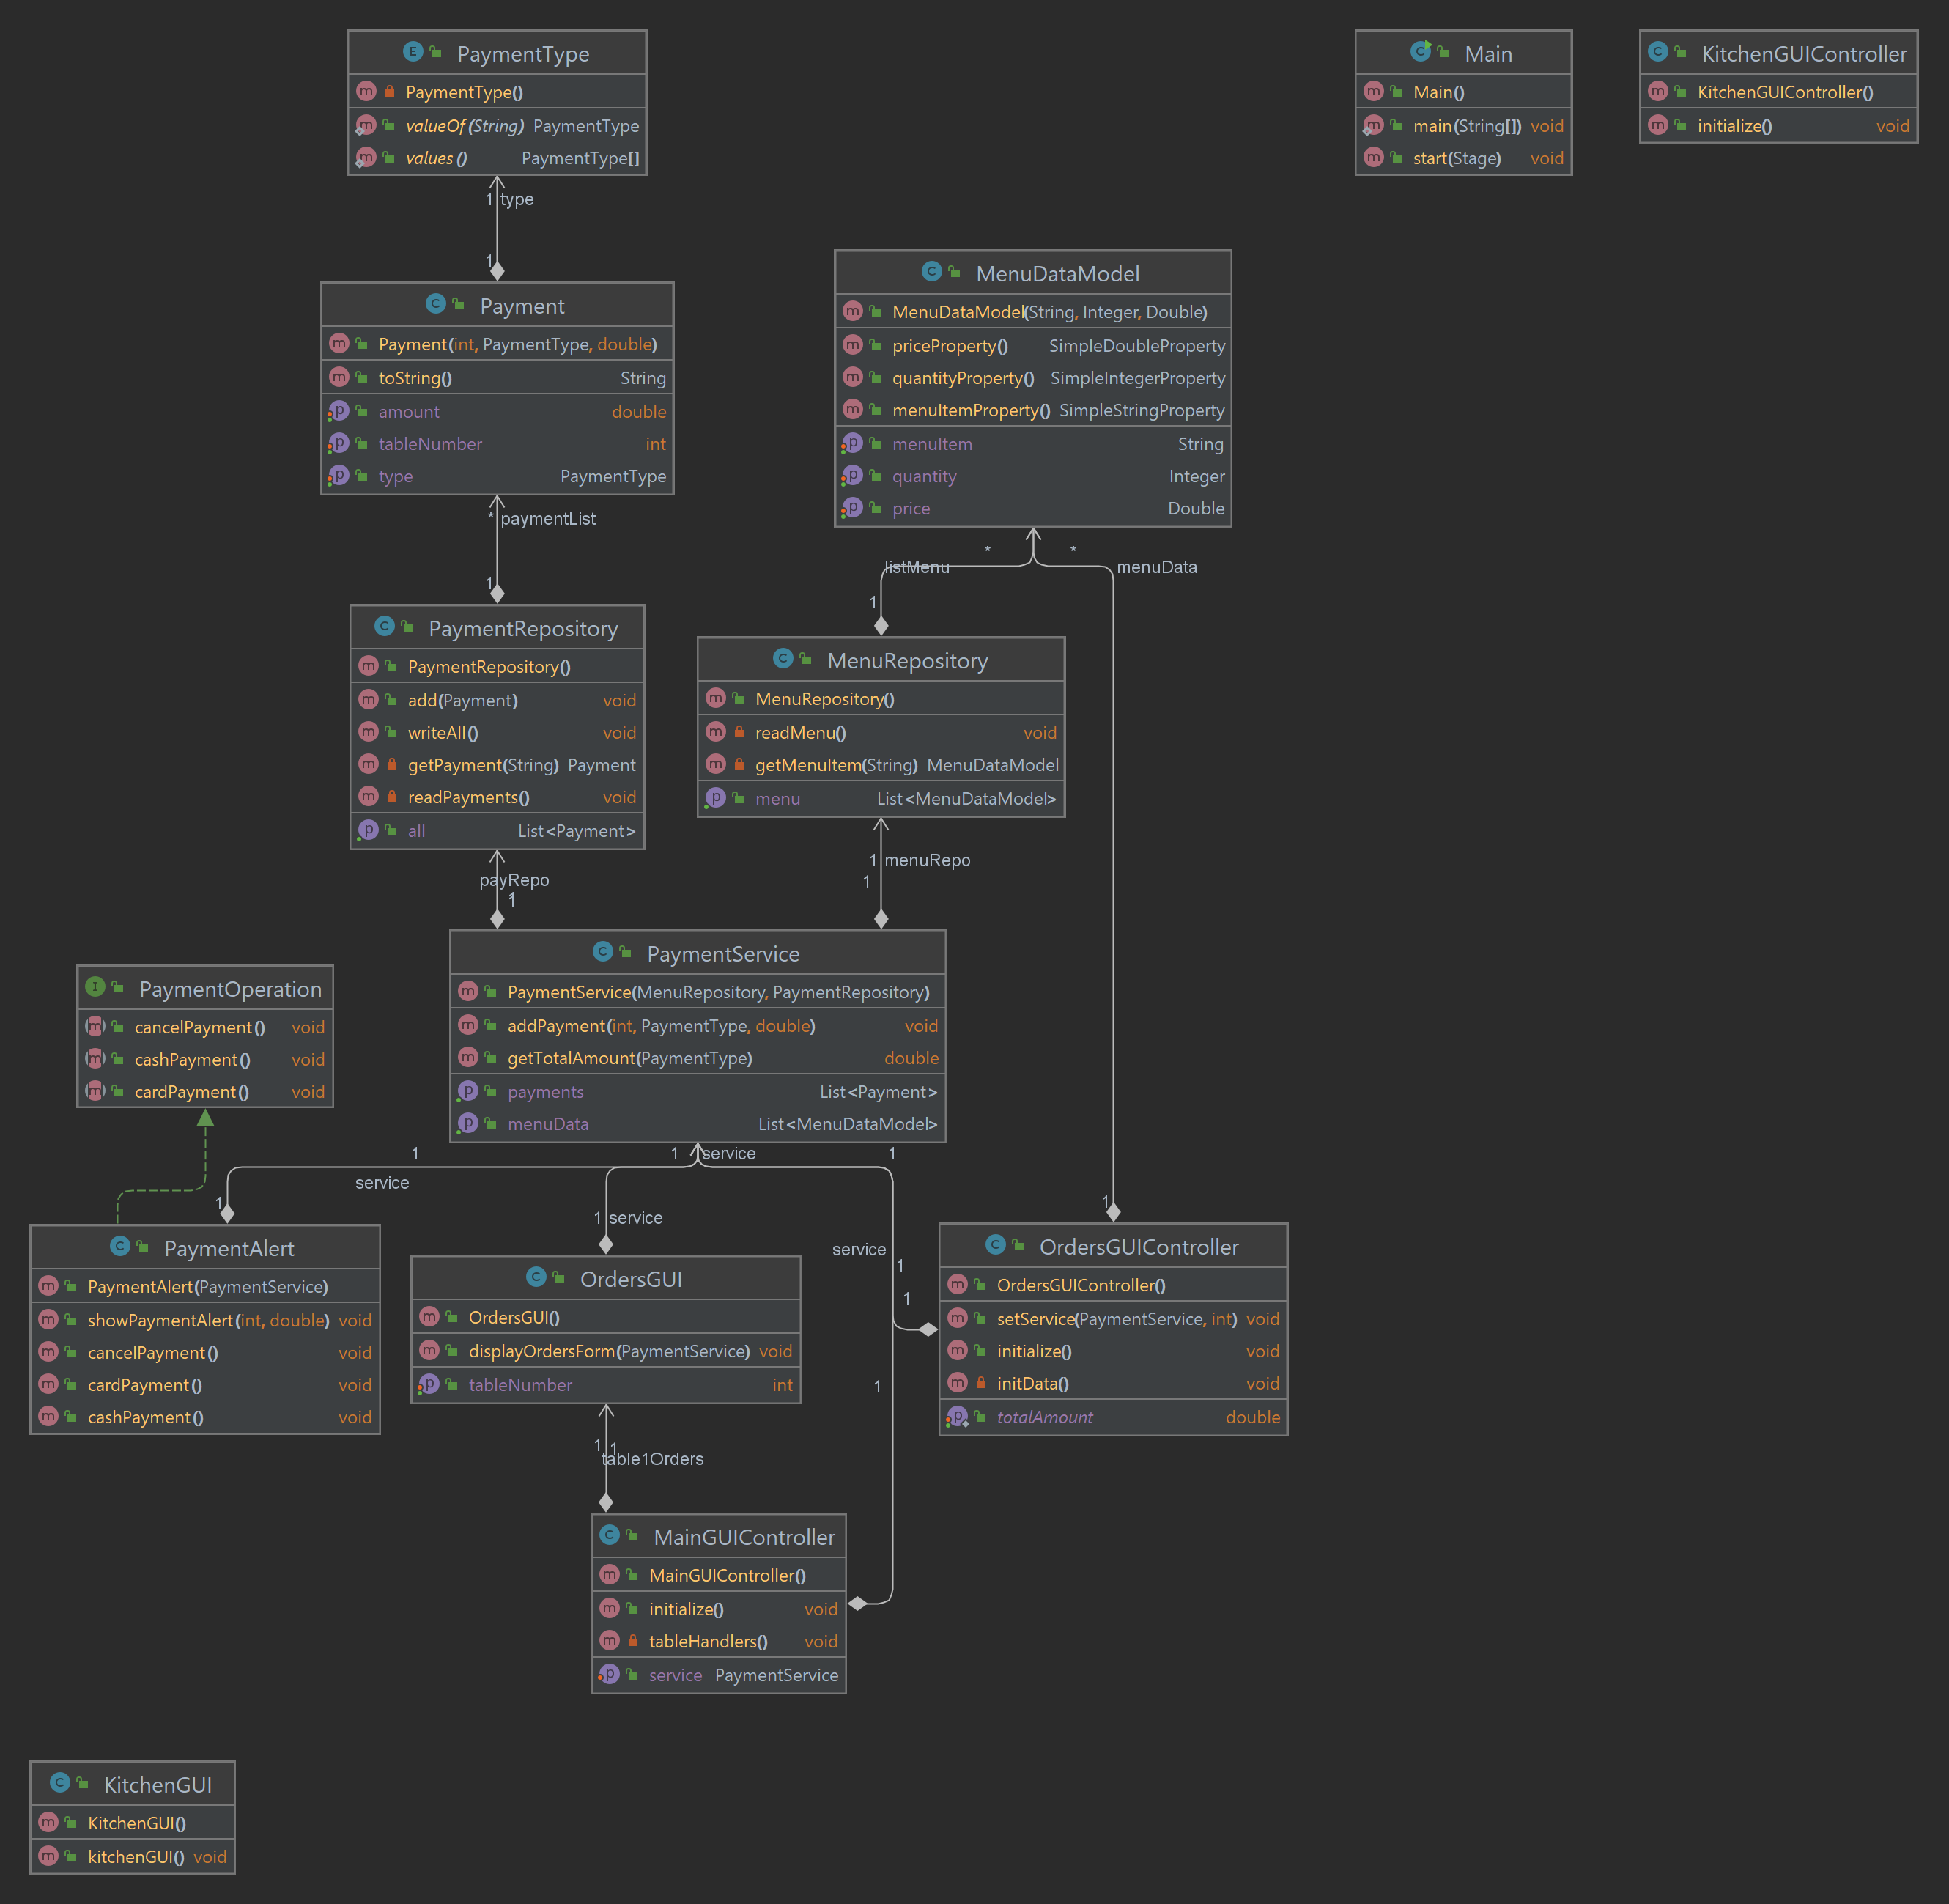 PaymentType
PaymentType()
valueOf(String) PaymentType
values() PaymentType[]
1 type
1
Main
Main()
main(String[]) void
start(Stage) void
KitchenGUIController
KitchenGUIController()
initialize() void
Payment
Payment(int, PaymentType, double)
toString() String
amount double
tableNumber int
type PaymentType
* paymentList
1
MenuDataModel
MenuDataModel(String, Integer, Double)
priceProperty() SimpleDoubleProperty
quantityProperty() SimpleIntegerProperty
menuItemProperty() SimpleStringProperty
menuItem String
quantity Integer
price Double
* *
listMenu menuData
1
PaymentRepository
PaymentRepository()
add(Payment) void
writeAll() void
getPayment(String) Payment
readPayments() void
all List<Payment>
payRepo
1
MenuRepository
MenuRepository()
readMenu() void
getMenuItem(String) MenuDataModel
menu List<MenuDataModel>
1 menuRepo
1
PaymentOperation
cancelPayment() void
cashPayment() void
cardPayment() void
PaymentService
PaymentService(MenuRepository, PaymentRepository)
addPayment(int, PaymentType, double) void
getTotalAmount(PaymentType) double
payments List<Payment>
menuData List<MenuDataModel>
1 1 service 1
service
1 1
1 service
service
1
1
1
PaymentAlert
PaymentAlert(PaymentService)
showPaymentAlert(int, double) void
cancelPayment() void
cardPayment() void
cashPayment() void
OrdersGUI
OrdersGUI()
displayOrdersForm(PaymentService) void
tableNumber int
1 1
table1Orders
OrdersGUIController
OrdersGUIController()
setService(PaymentService, int) void
initialize() void
initData() void
totalAmount double
MainGUIController
MainGUIController()
initialize() void
tableHandlers() void
service PaymentService
KitchenGUI
KitchenGUI()
kitchenGUI() void